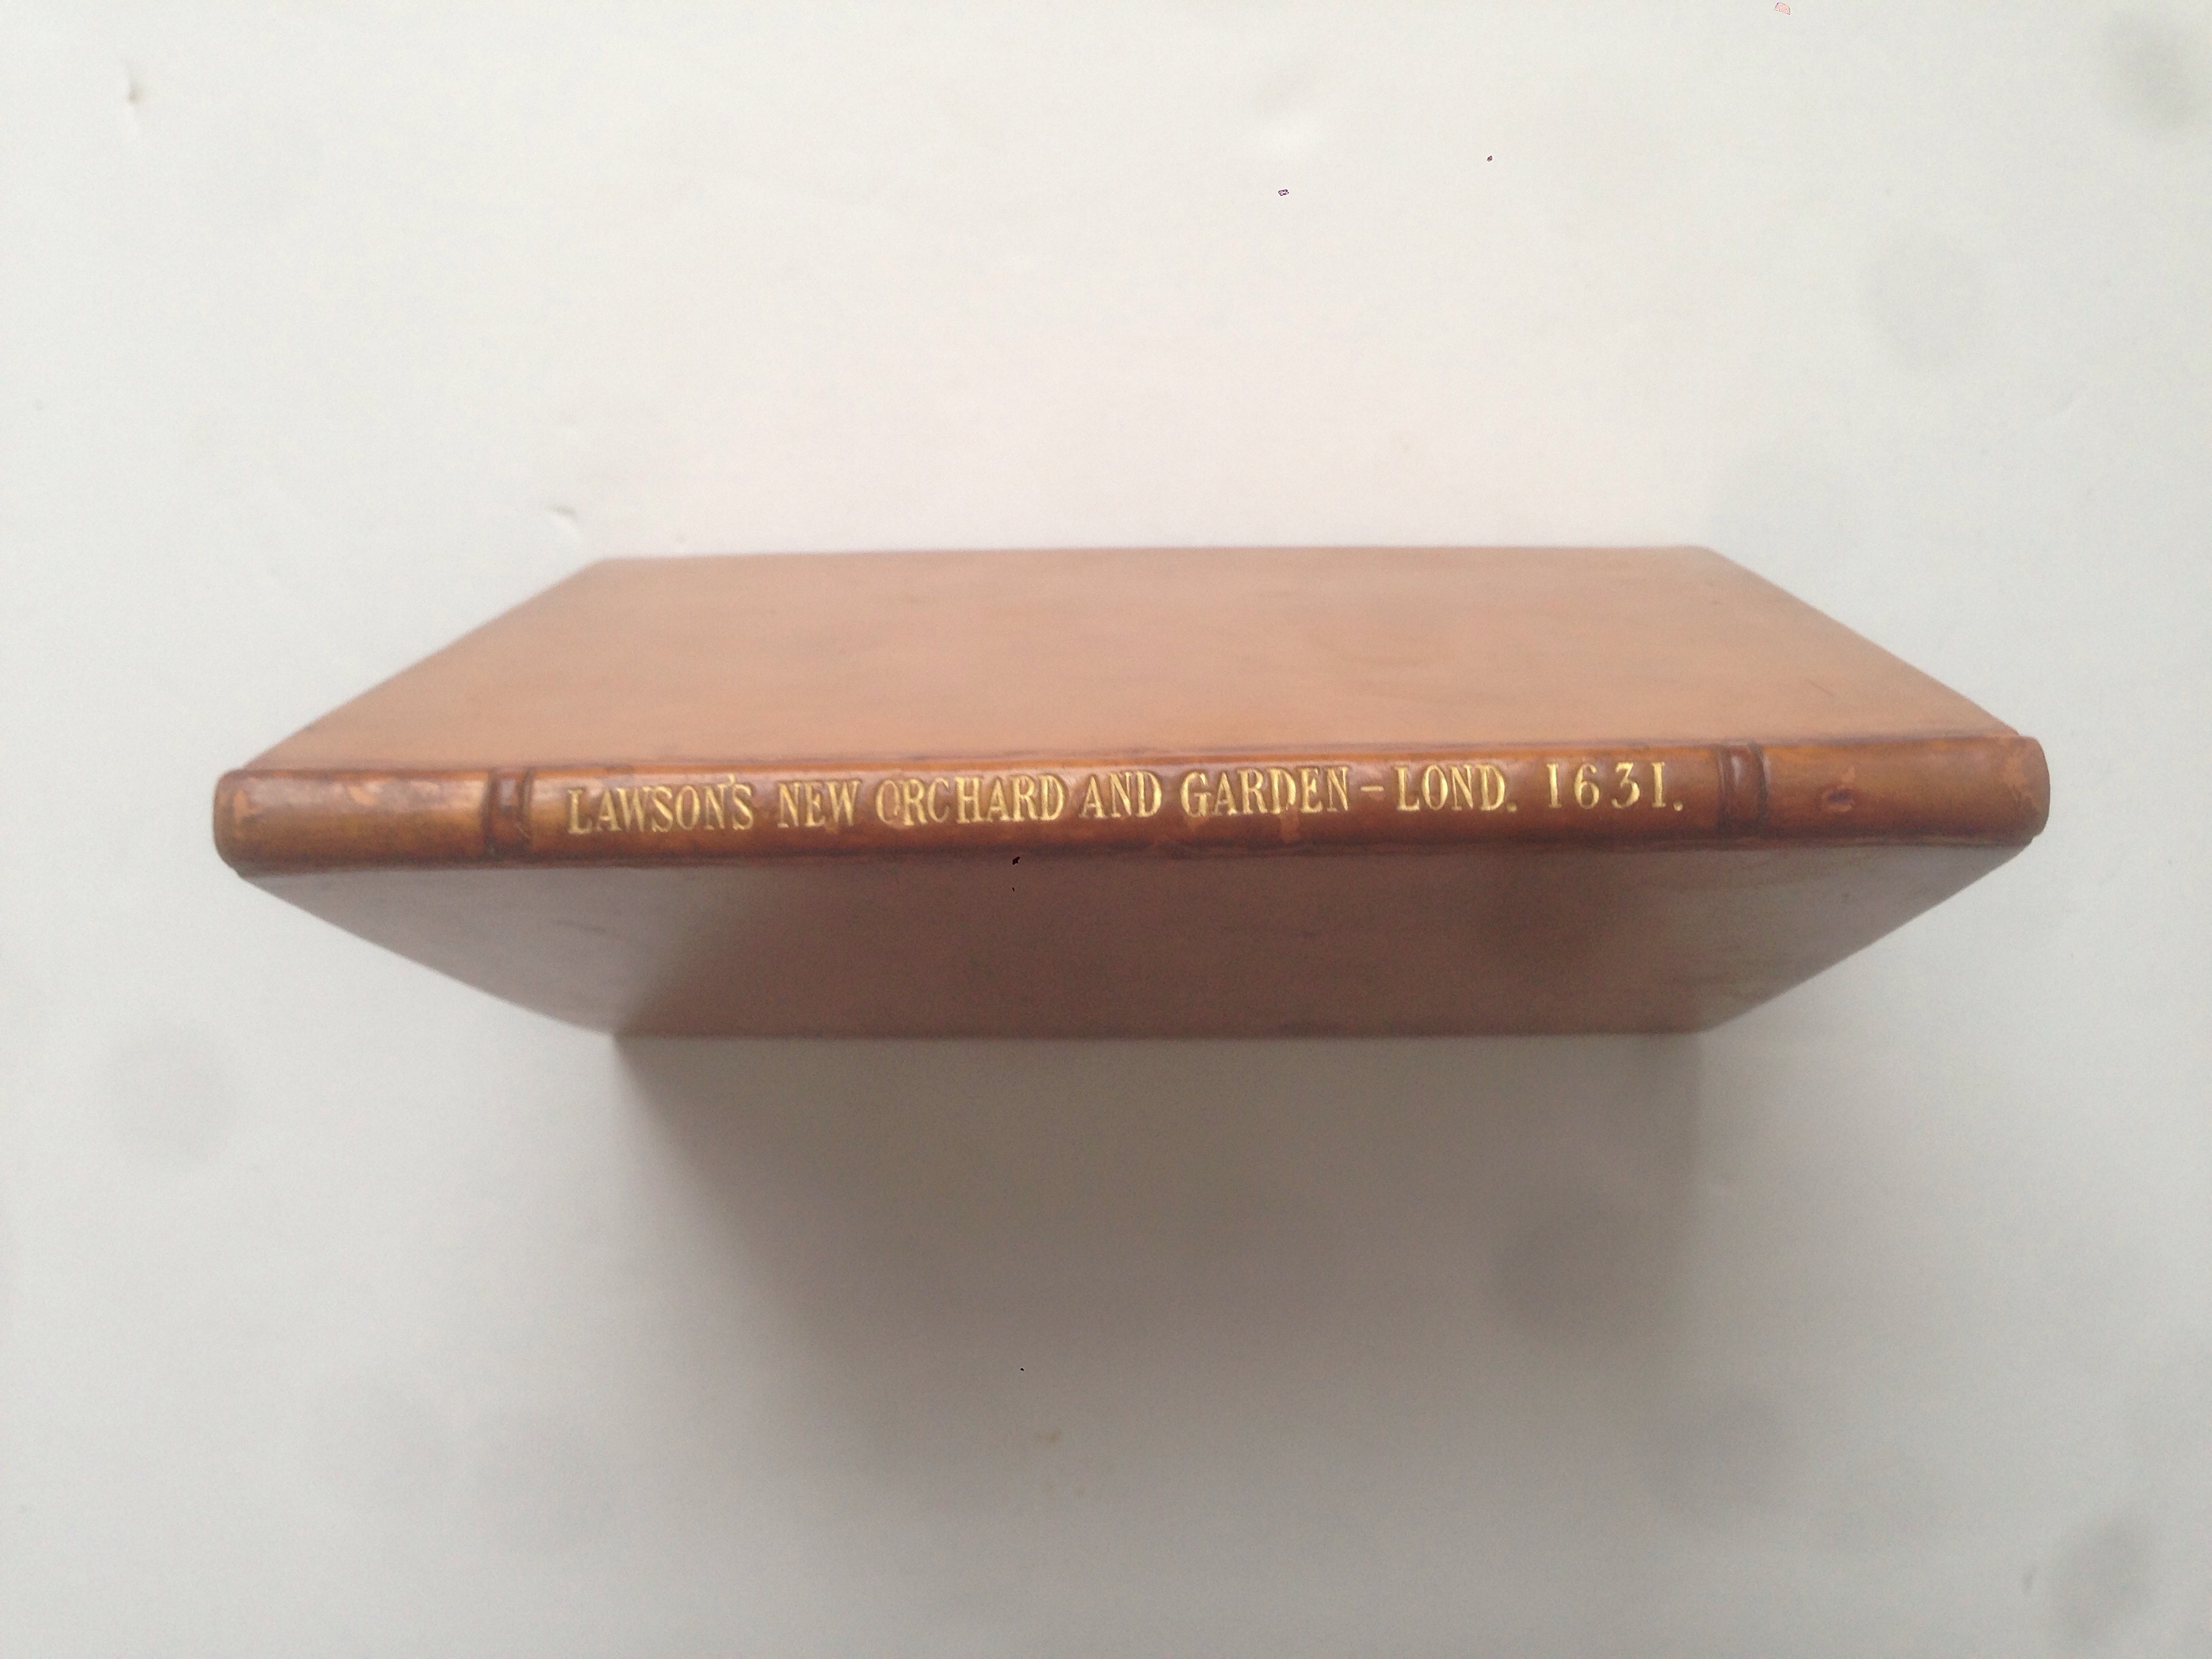 LAWSON'S NEW ORCHARD AND GARDEN – LOND. 1631.